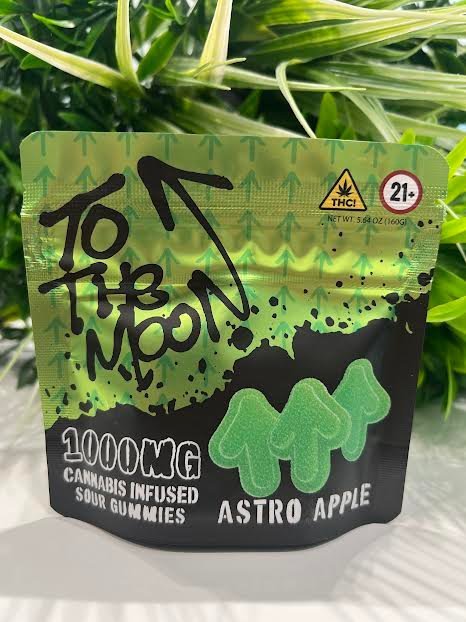 TO
THE
MOON
THC!
21+
NET WT. 5.64 OZ (160G)
1000MG
CANNABIS INFUSED
SOUR GUMMIES
ASTRO APPLE